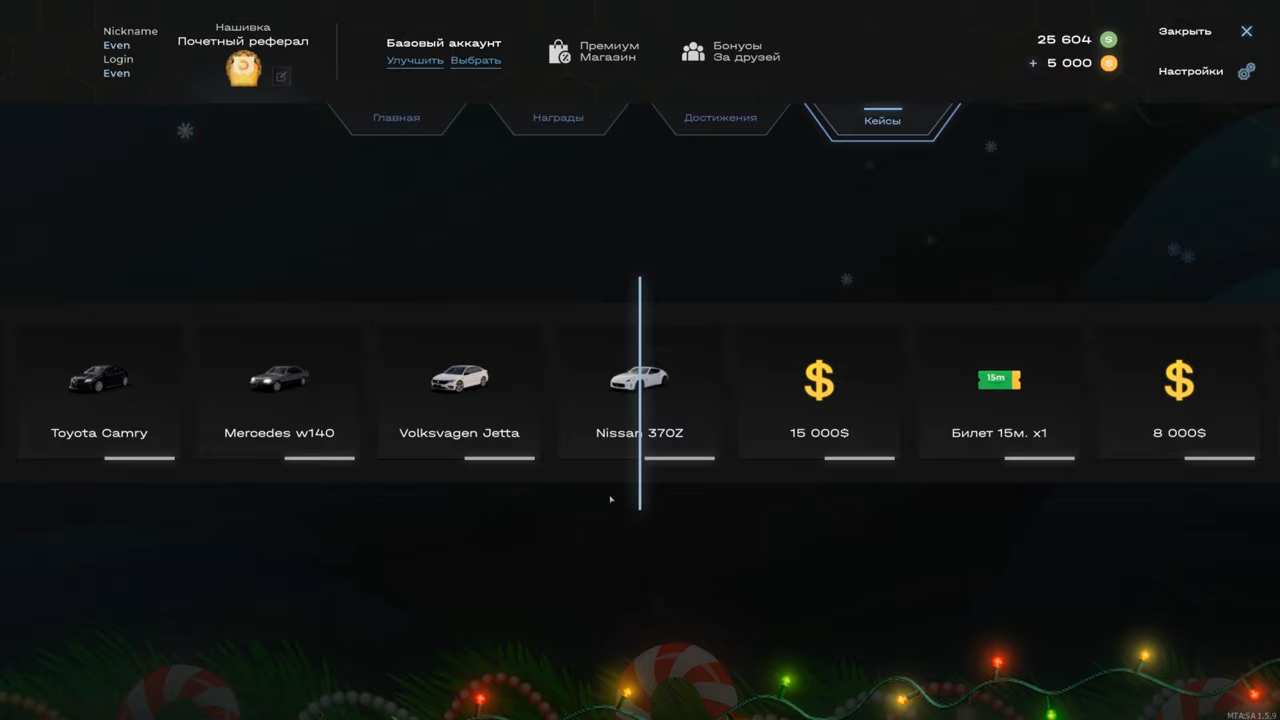 Nickname
Even
Login
Even
Нашивка
Почетный реферал
Базовый аккаунт
Улучшить Выбрать
Премиум
Магазин
Бонусы
За друзей
25 604
+ 5 000
Закрыть
Настройки
Главная
Награды
Достижения
Кейсы
Toyota Camry
Mercedes w140
Volksvagen Jetta
Nissan 370Z
15 000$
15m
Билет 15м. x1
8 000$
MTA:SA 1.5.9